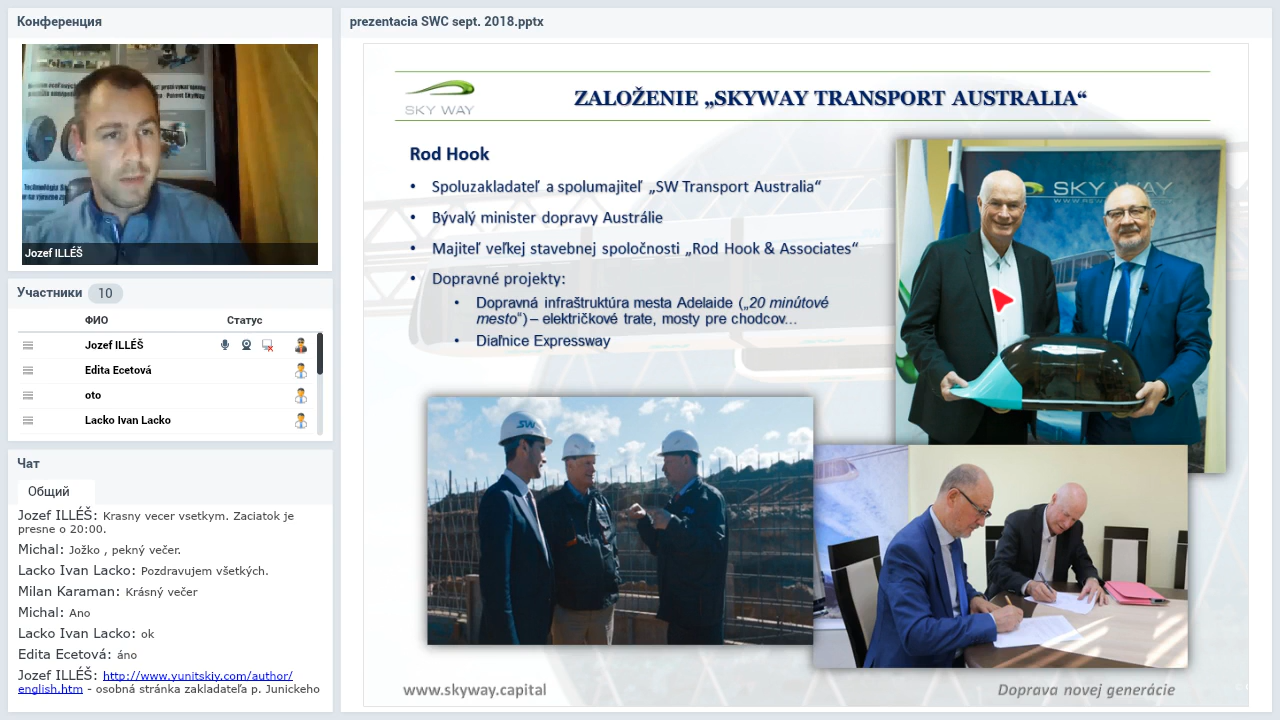 Конференция
Jozef ILLÉŠ
Участники 10
ФИО Статус
Jozef ILLÉŠ
Edita Ecetová
oto
Lacko Ivan Lacko
Чат
Общий
Jozef ILLÉŠ: Krasny vecer vsetkym. Zaciatok je
presne o 20:00.
Michal: Jožko , pekný večer.
Lacko Ivan Lacko: Pozdravujem všetkých.
Milan Karaman: Krásný večer
Michal: Ano
Lacko Ivan Lacko: ok
Edita Ecetová: áno
Jozef ILLÉŠ: http://www.yunitskiy.com/author/
english.htm - osobná stránka zakladateľa p. Junickeho
prezentacia SWC sept. 2018.pptx
SKY WAY
ZALOŽENIE „SKYWAY TRANSPORT AUSTRALIA“
Rod Hook
• Spoluzakladateľ a spolumajiteľ „SW Transport Australia“
• Bývalý minister dopravy Austrálie
• Majiteľ veľkej stavebnej spoločnosti „Rod Hook & Associates“
• Dopravné projekty:
• Dopravná infraštruktúra mesta Adelaide („20 minútové
mesto“) – električkové trate, mosty pre chodcov...
• Diaľnice Expressway
SKY WAY
SW
www.skyway.capital
Doprava novej generácie